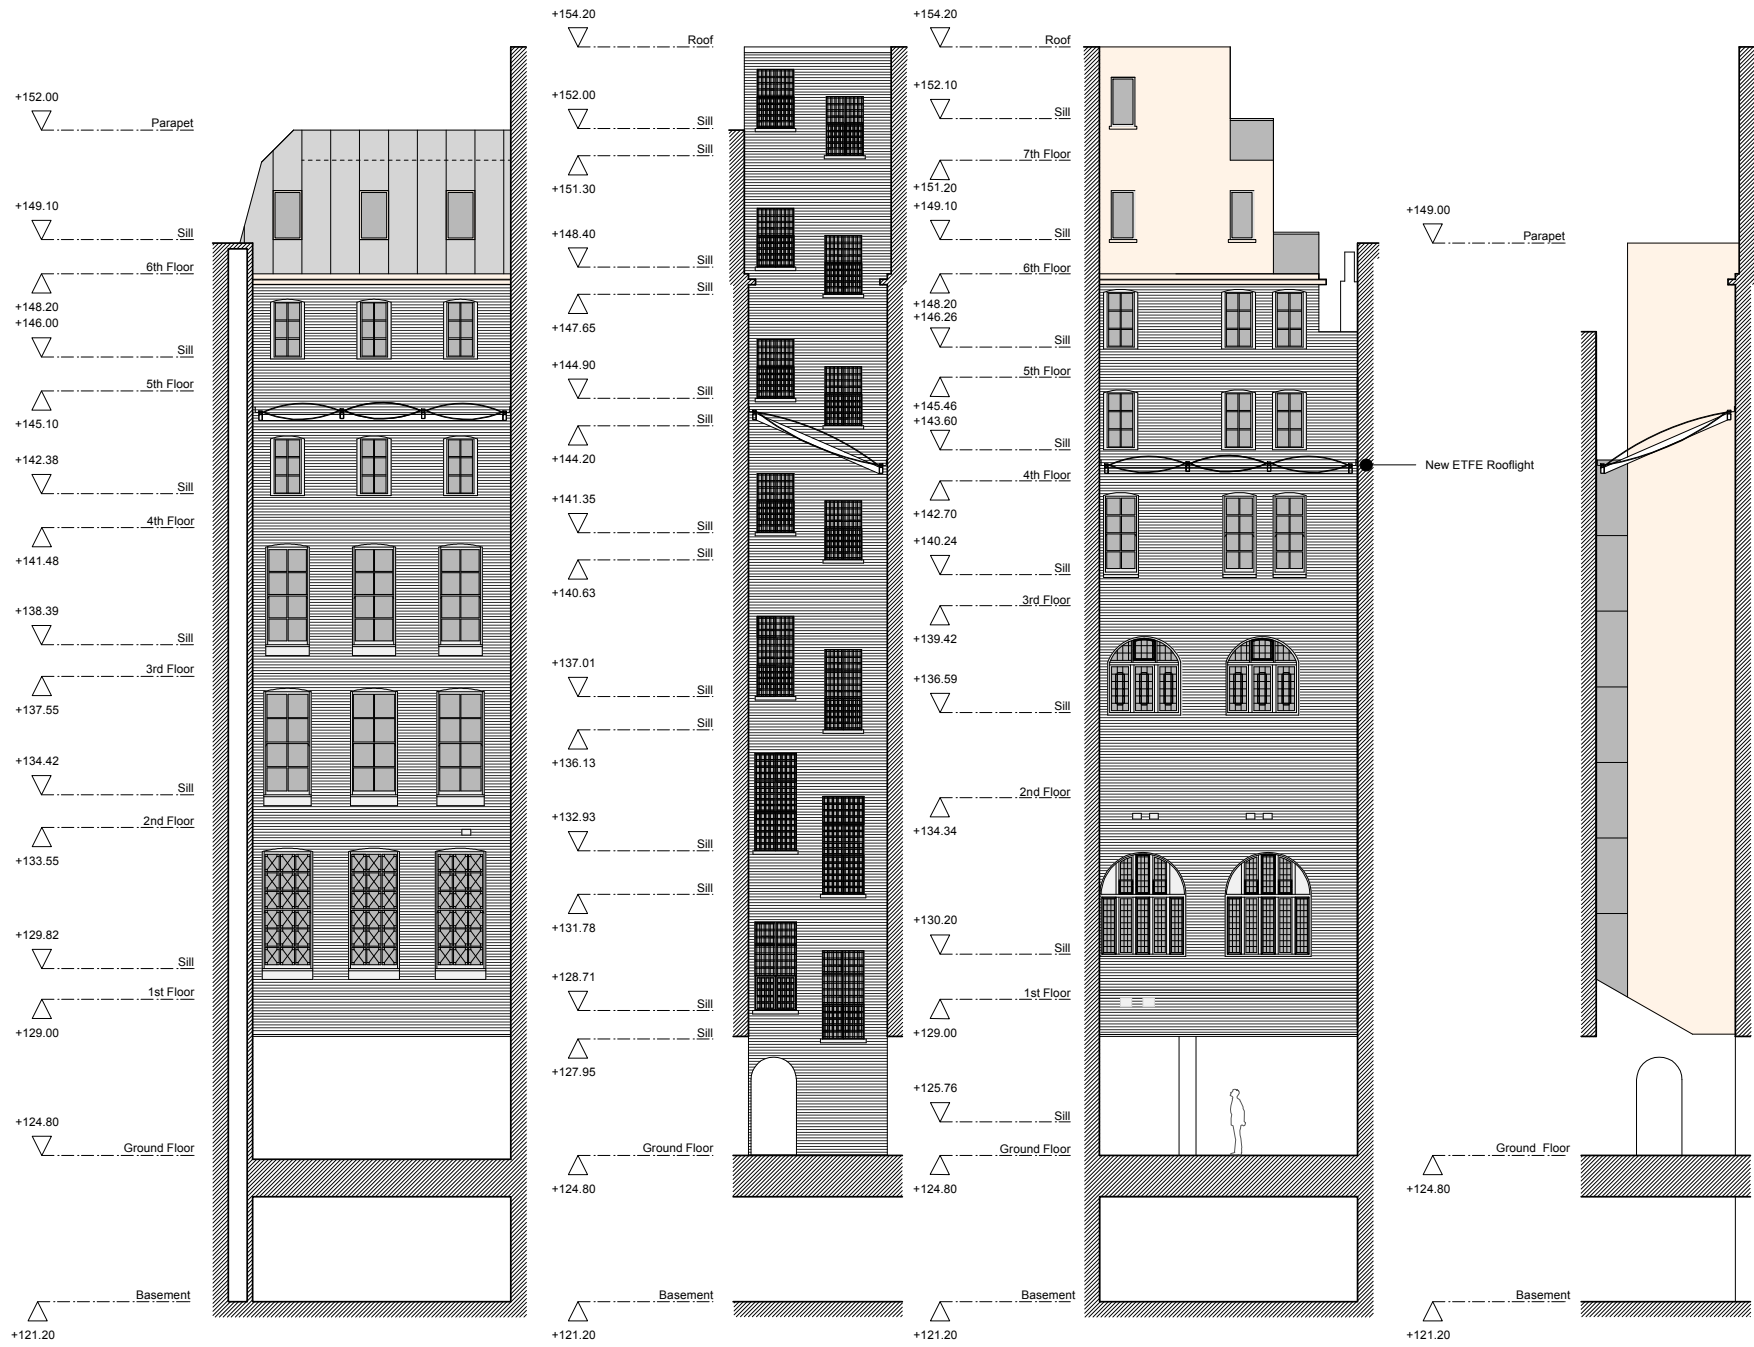 +152.00
Parapet
+149.10
Sill
6th Floor
+148.20
+146.00
Sill
5th Floor
+145.10
+142.38
Sill
4th Floor
+141.48
+138.39
Sill
3rd Floor
+137.55
+134.42
Sill
2nd Floor
+133.55
+129.82
Sill
1st Floor
+129.00
+124.80
Ground Floor
Basement
+121.20
+154.20
Roof
+152.00
Sill
Sill
+151.30
+148.40
Sill
Sill
+147.65
+144.90
Sill
Sill
+144.20
+141.35
Sill
Sill
+140.63
+137.01
Sill
Sill
+136.13
+132.93
Sill
Sill
+131.78
+128.71
Sill
Sill
+127.95
Ground Floor
+124.80
Basement
+121.20
+154.20
Roof
+152.10
Sill
7th Floor
+151.20
+149.10
Sill
6th Floor
+148.20
+146.26
Sill
5th Floor
+145.46
+143.60
Sill
4th Floor
+142.70
+140.24
Sill
3rd Floor
+139.42
+136.59
Sill
2nd Floor
+134.34
+130.20
Sill
1st Floor
+129.00
+125.76
Sill
Ground Floor
+124.80
Basement
+121.20
New ETFE Rooflight
+149.00
Parapet
Ground Floor
+124.80
Basement
+121.20